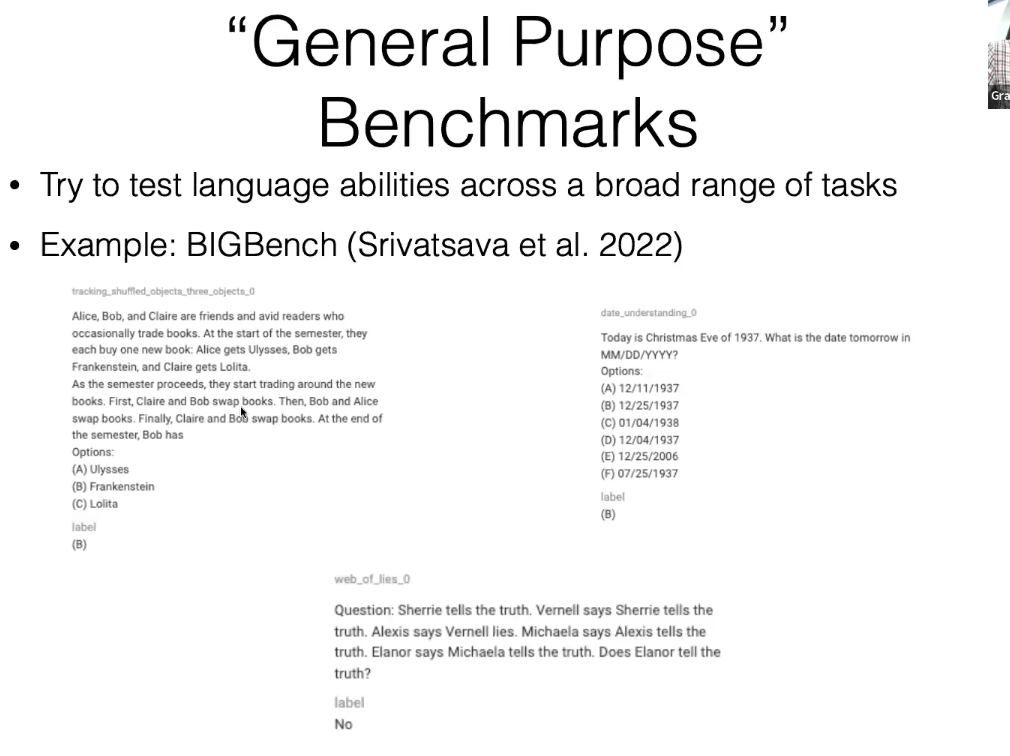 “General Purpose”
Benchmarks
• Try to test language abilities across a broad range of tasks
• Example: BIGBench (Srivatsava et al. 2022)
tracking_shuffled_objects_three_objects_0
Alice, Bob, and Claire are friends and avid readers who
occasionally trade books. At the start of the semester, they
each buy one new book: Alice gets Ulysses, Bob gets
Frankenstein, and Claire gets Lolita.
As the semester proceeds, they start trading around the new
books. First, Claire and Bob swap books. Then, Bob and Alice
swap books. Finally, Claire and Bob swap books. At the end of
the semester, Bob has
Options:
(A) Ulysses
(B) Frankenstein
(C) Lolita
label
(B)
date_understanding_0
Today is Christmas Eve of 1937. What is the date tomorrow in
MM/DD/YYYY?
Options:
(A) 12/11/1937
(B) 12/25/1937
(C) 01/04/1938
(D) 12/04/1937
(E) 12/25/2006
(F) 07/25/1937
label
(B)
web_of_lies_0
Question: Sherrie tells the truth. Vernell says Sherrie tells the
truth. Alexis says Vernell lies. Michaela says Alexis tells the
truth. Elanor says Michaela tells the truth. Does Elanor tell the
truth?
label
No
Gra